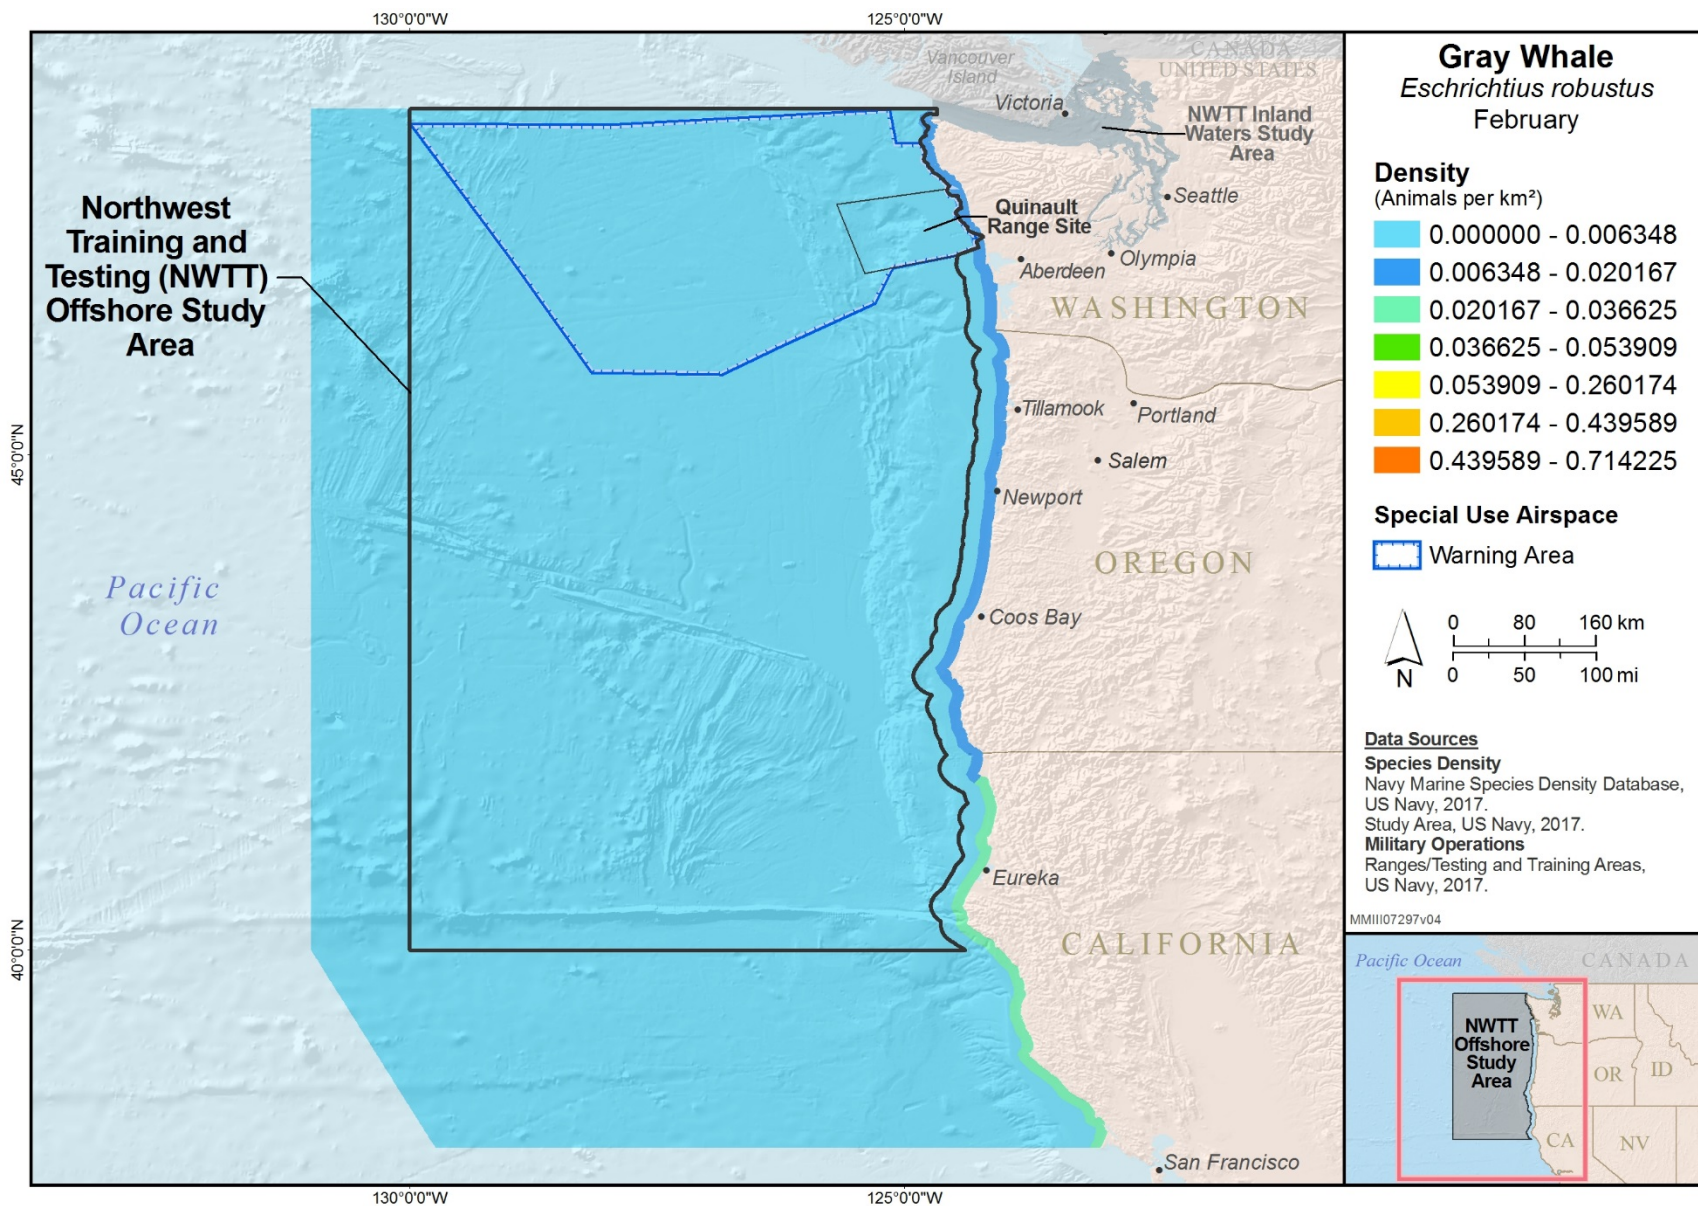 130°0'0"W
125°0'0"W
CANADA
UNITED STATES
Vancouver
Island
Victoria
NWTT Inland
Waters Study
Area
Seattle
Northwest
Training and
Testing (NWTT)
Offshore Study
Area
Quinault
Range Site
Aberdeen
Olympia
WASHINGTON
Tillamook
Portland
45°0'0"N
Salem
Newport
OREGON
Pacific
Ocean
Coos Bay
Eureka
40°0'0"N
CALIFORNIA
San Francisco
130°0'0"W
125°0'0"W
Gray Whale
Eschrichtius robustus
February
Density
(Animals per km²)
0.000000 - 0.006348
0.006348 - 0.020167
0.020167 - 0.036625
0.036625 - 0.053909
0.053909 - 0.260174
0.260174 - 0.439589
0.439589 - 0.714225
Special Use Airspace
Warning Area
0 80 160 km
0 50 100 mi
N
Data Sources
Species Density
Navy Marine Species Density Database,
US Navy, 2017.
Study Area, US Navy, 2017.
Military Operations
Ranges/Testing and Training Areas,
US Navy, 2017.
MMIII07297v04
Pacific Ocean
CANADA
NWTT
Offshore
Study
Area
WA
OR
ID
CA
NV